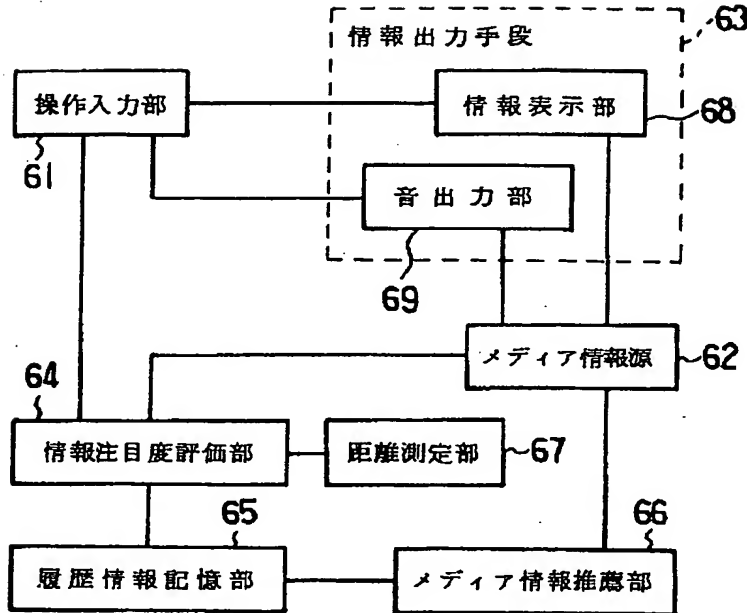 情報出力手段
63
操作入力部
61
情報表示部
68
音出力部
69
メディア情報源
62
64
情報注目度評価部
距離測定部
67
65
履歴情報記憶部
66
メディア情報推薦部